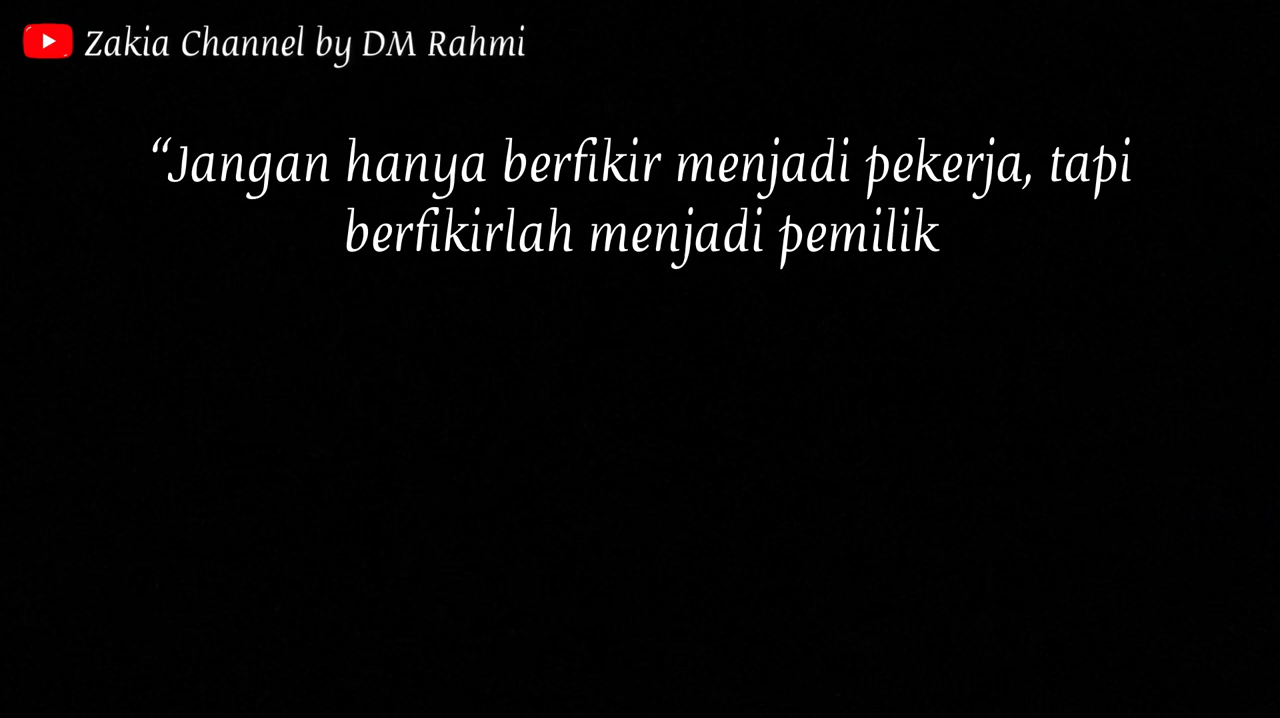 Zakia Channel by DM Rahmi
“Jangan hanya berfikir menjadi pekerja, tapi
berfikirlah menjadi pemilik